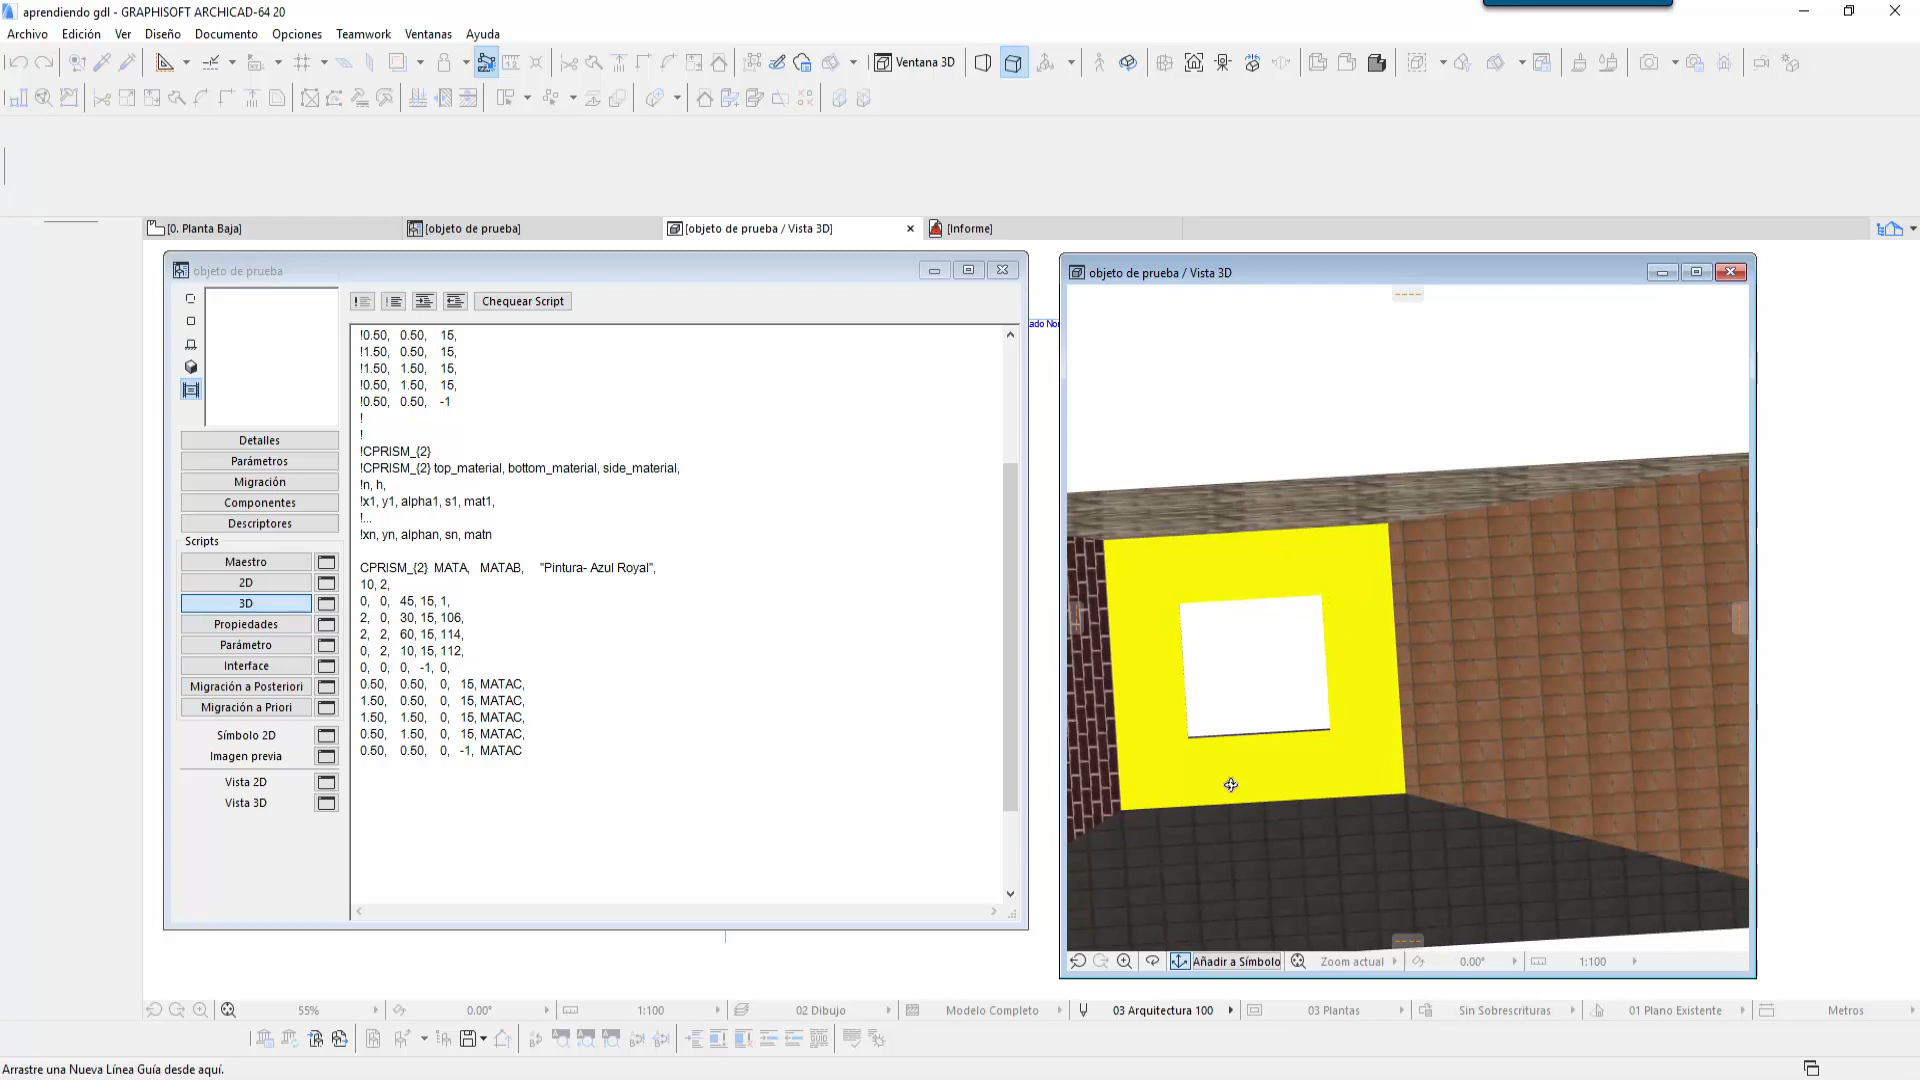 aprendiendo gdl - GRAPHISOFT ARCHICAD-64 20
Archivo Edición Ver Diseño Documento Opciones Teamwork Ventanas Ayuda
Ventana 3D
[0. Planta Baja] [objeto de prueba] [objeto de prueba / Vista 3D] [Informe]
objeto de prueba
Chequear Script
Detalles
Parámetros
Migración
Componentes
Descriptores
Scripts
Maestro
2D
3D
Propiedades
Parámetro
Interface
Migración a Posteriori
Migración a Priori
Símbolo 2D
Imagen previa
Vista 2D
Vista 3D
!0.50, 0.50, 15,
!1.50, 0.50, 15,
!1.50, 1.50, 15,
!0.50, 1.50, 15,
!0.50, 0.50, -1
!
!
!CPRISM_{2}
!CPRISM_{2} top_material, bottom_material, side_material,
!n, h,
!x1, y1, alpha1, s1, mat1,
!...
!xn, yn, alphan, sn, matn
CPRISM_{2} MATA, MATAB, "Pintura- Azul Royal",
10, 2,
0, 0, 45, 15, 1,
2, 0, 30, 15, 106,
2, 2, 60, 15, 114,
0, 2, 10, 15, 112,
0, 0, 0, -1, 0,
0.50, 0.50, 0, 15, MATAC,
1.50, 0.50, 0, 15, MATAC,
1.50, 1.50, 0, 15, MATAC,
0.50, 1.50, 0, 15, MATAC,
0.50, 0.50, 0, -1, MATAC
ado Nor
objeto de prueba / Vista 3D
Añadir a Símbolo Zoom actual 0.00° 1:100
55% 0.00° 1:100 02 Dibujo Modelo Completo 03 Arquitectura 100 03 Plantas Sin Sobrescrituras 01 Plano Existente Metros
GUID
Arrastre una Nueva Línea Guía desde aquí.